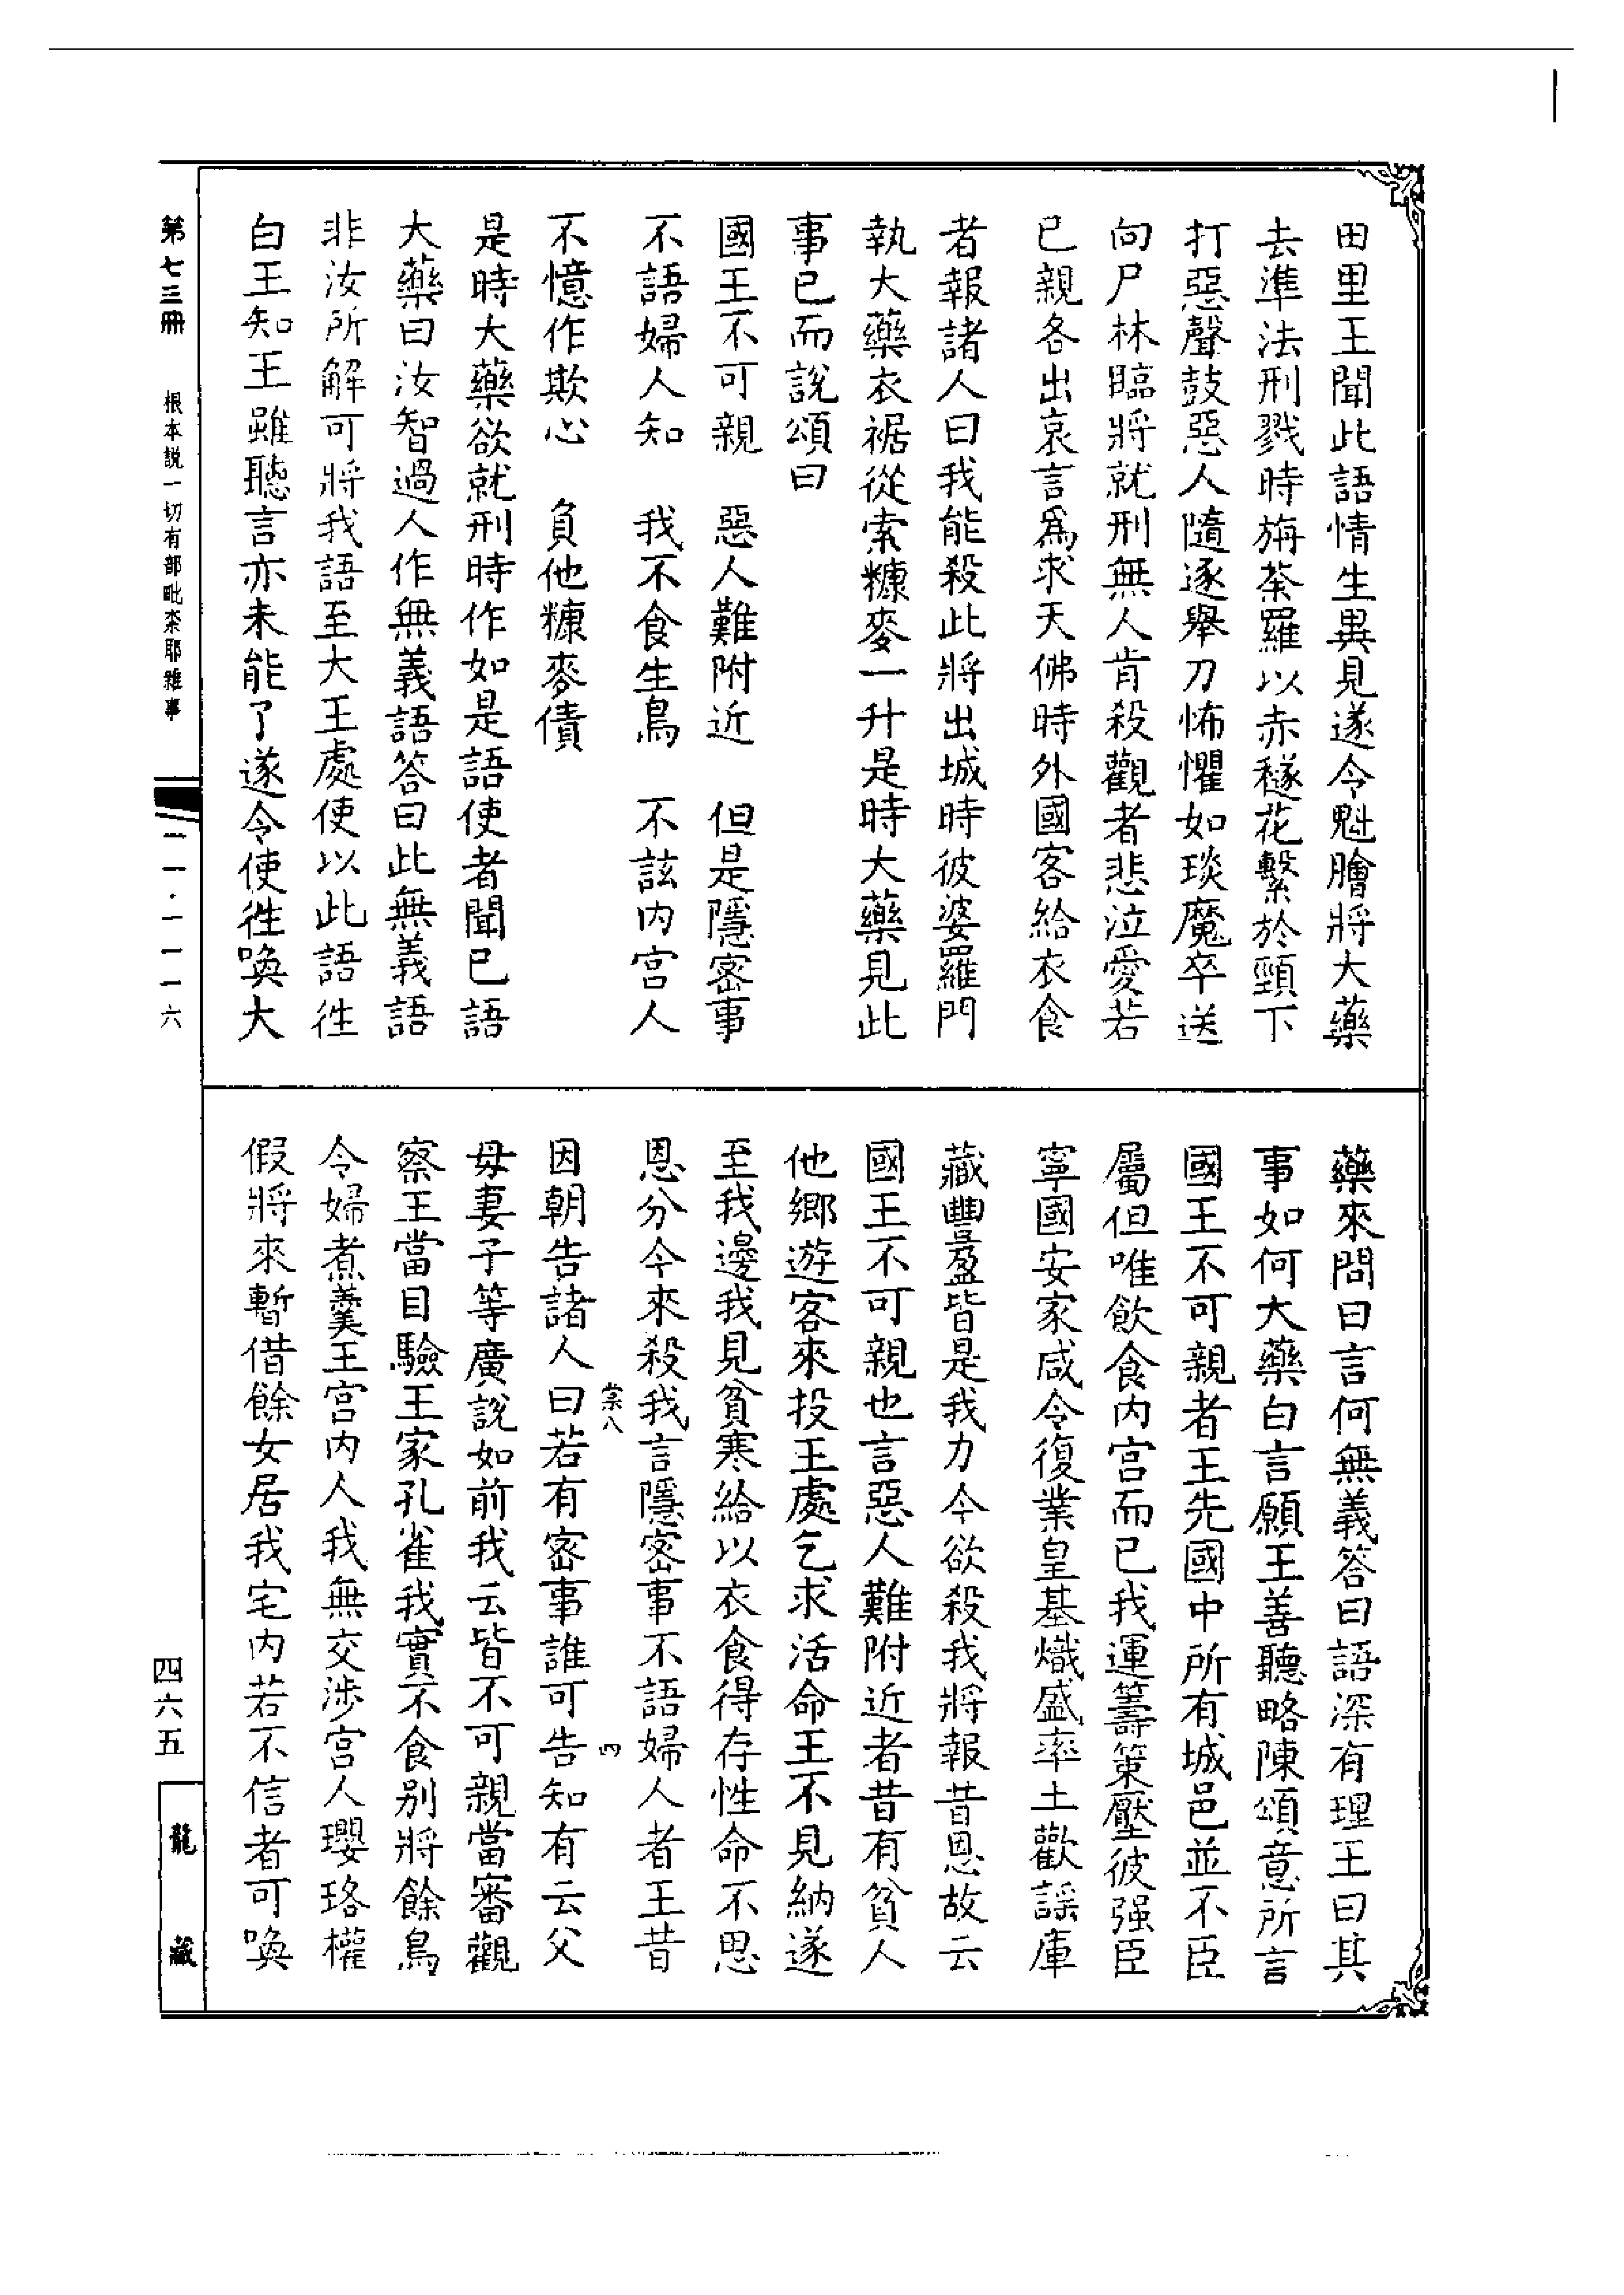 田里王聞此語情生異見遂令魁膾將大藥
去準法刑戮時旃荼羅以赤䅤花繫於頸下
打惡聲鼓惡人隨逐舉刀怖懼如琰魔卒送
向尸林臨將就刑無人肯殺觀者悲泣愛若
己親各出哀言爲求天佛時外國客給衣食
者報諸人曰我能殺此將出城時彼婆羅門
執大藥衣裾從索糠麥一升是時大藥見此
事已而說頌曰
國王不可親　惡人難附近　但是隱密事
不語婦人知　我不食生鳥　不該內宮人
不憶作欺心　負他糠麥債
是時大藥欲就刑時作如是語使者聞已語
大藥曰汝智過人作無義語答曰此無義語
非汝所解可將我語至大王處使以此語徃
白王知王雖聽言亦未能了遂令使徃喚大
藥來問曰言何無義答曰語深有理王曰其
事如何大藥白言願王善聽略陳頌意所言
國王不可親者王先國中所有城邑並不臣
屬但唯飲食內宮而已我運籌策壓彼强臣
寧國安家咸令復業皇基熾盛率土歡謠庫
藏豐盈皆是我力今欲殺我將報昔恩故云
國王不可親也言惡人難附近者昔有貧人
他鄉遊客來投王處乞求活命王不見納遂
至我邊我見貧寒給以衣食得存性命不思
恩分今來殺我言隱密事不語婦人者王昔
因朝告諸人曰若有密事誰可告知有云父
棠八　四
母妻子等廣說如前我云皆不可親當審觀
察王當目驗王家孔雀我實不食別將餘鳥
令婦煮羹王宮內人我無交涉宮人瓔珞權
假將來暫借餘女居我宅內若不信者可喚
第七三冊　根本説一切有部毗柰耶雜事　二一·一一一六
四六五
龍藏